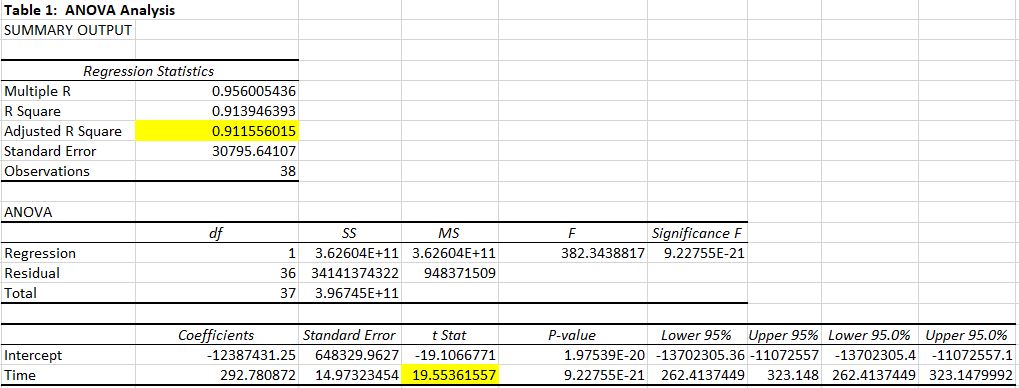 Table 1: ANOVA Analysis
SUMMARY OUTPUT
Regression Statistics
Multiple R 0.956005436
R Square 0.913946393
Adjusted R Square 0.911556015
Standard Error 30795.64107
Observations 38
ANOVA
df SS MS F Significance F
Regression 1 3.62604E+11 3.62604E+11 382.3438817 9.22755E-21
Residual 36 34141374322 948371509
Total 37 3.96745E+11
Coefficients Standard Error t Stat P-value Lower 95% Upper 95% Lower 95.0% Upper 95.0%
Intercept -12387431.25 648329.9627 -19.1066771 1.97539E-20 -13702305.36 -11072557 -13702305.4 -11072557.1
Time 292.780872 14.97323454 19.55361557 9.22755E-21 262.4137449 323.148 262.4137449 323.1479992